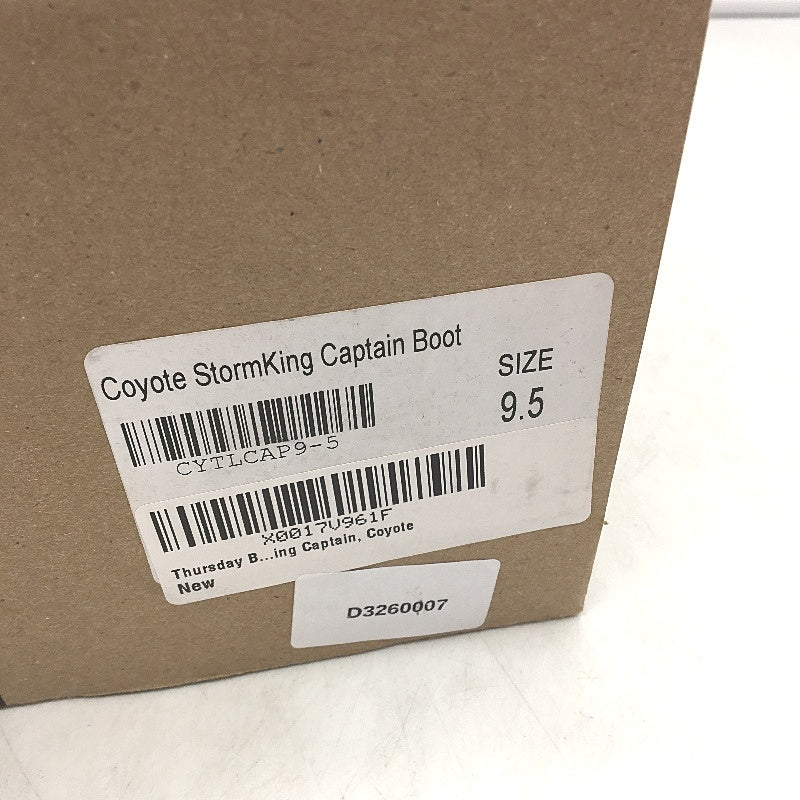 Coyote StormKing Captain Boot
SIZE
9.5
CYTLCAP9-5
X0017V961F
Thursday B...ing Captain, Coyote
New
D3260007